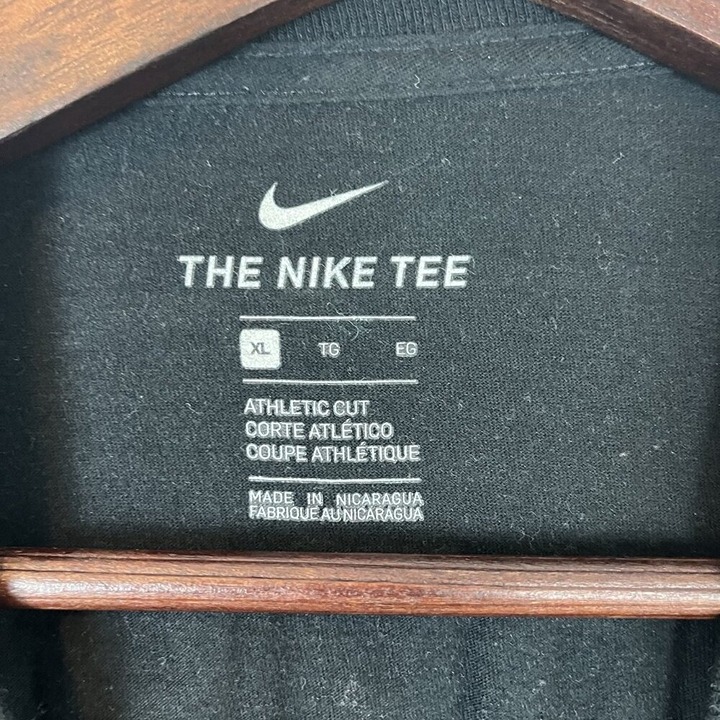 THE NIKE TEE
XL TG EG
ATHLETIC CUT
CORTE ATLÉTICO
COUPE ATHLÉTIQUE
MADE IN NICARAGUA
FABRIQUE AU NICARAGUA